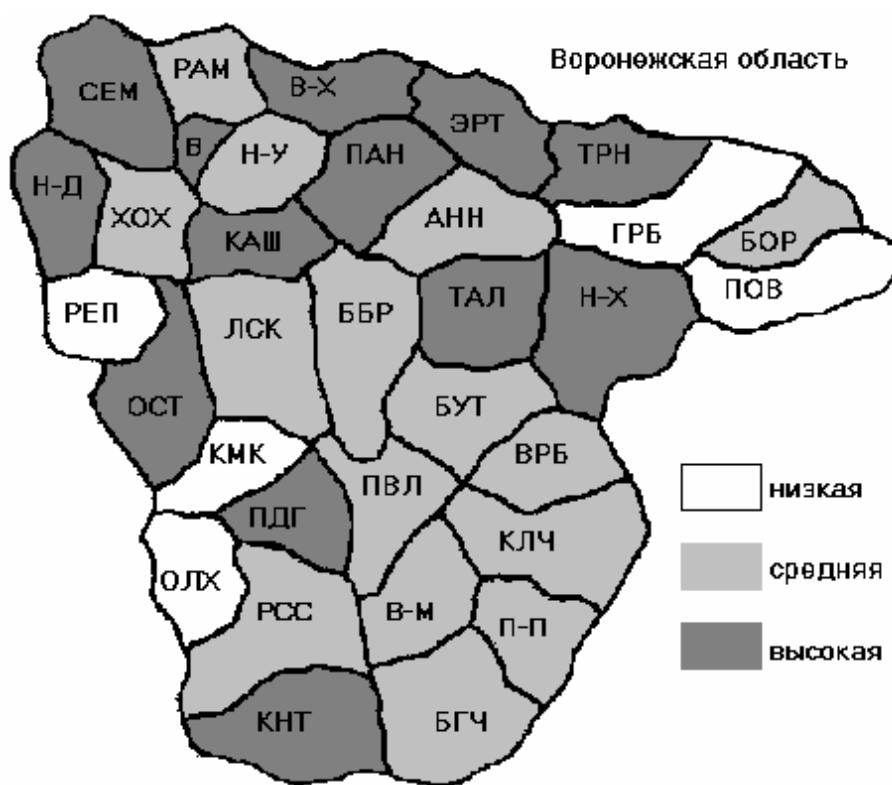 Воронежская область
РАМ
СЕМ
В-Х
ЭРТ
В
Н-У
ПАН
ТРН
Н-Д
ХОХ
КАШ
АНН
ГРБ
БОР
РЕП
ЛСК
ББР
ТАЛ
Н-Х
ПОВ
ОСТ
БУТ
КМК
ПВЛ
ВРБ
низкая
ПДГ
КЛЧ
средняя
ОЛХ
РСС
В-М
П-П
высокая
КНТ
БГЧ